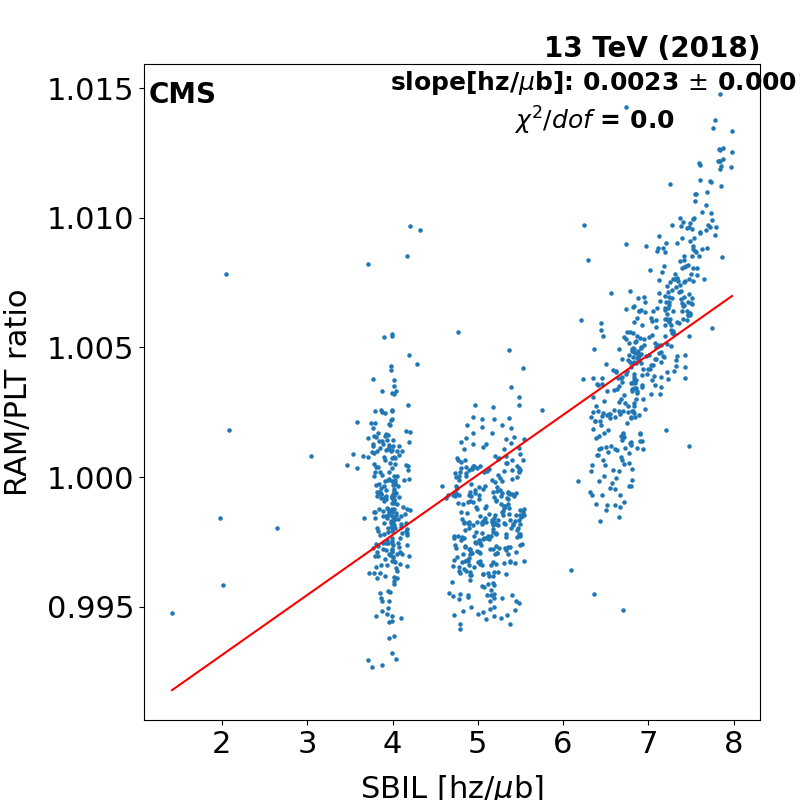 13 TeV (2018)
CMS
slope[hz/μb]: 0.0023 ± 0.000
χ²/dof = 0.0
1.015
1.010
1.005
1.000
0.995
RAM/PLT ratio
2 3 4 5 6 7 8
SBIL [hz/μb]